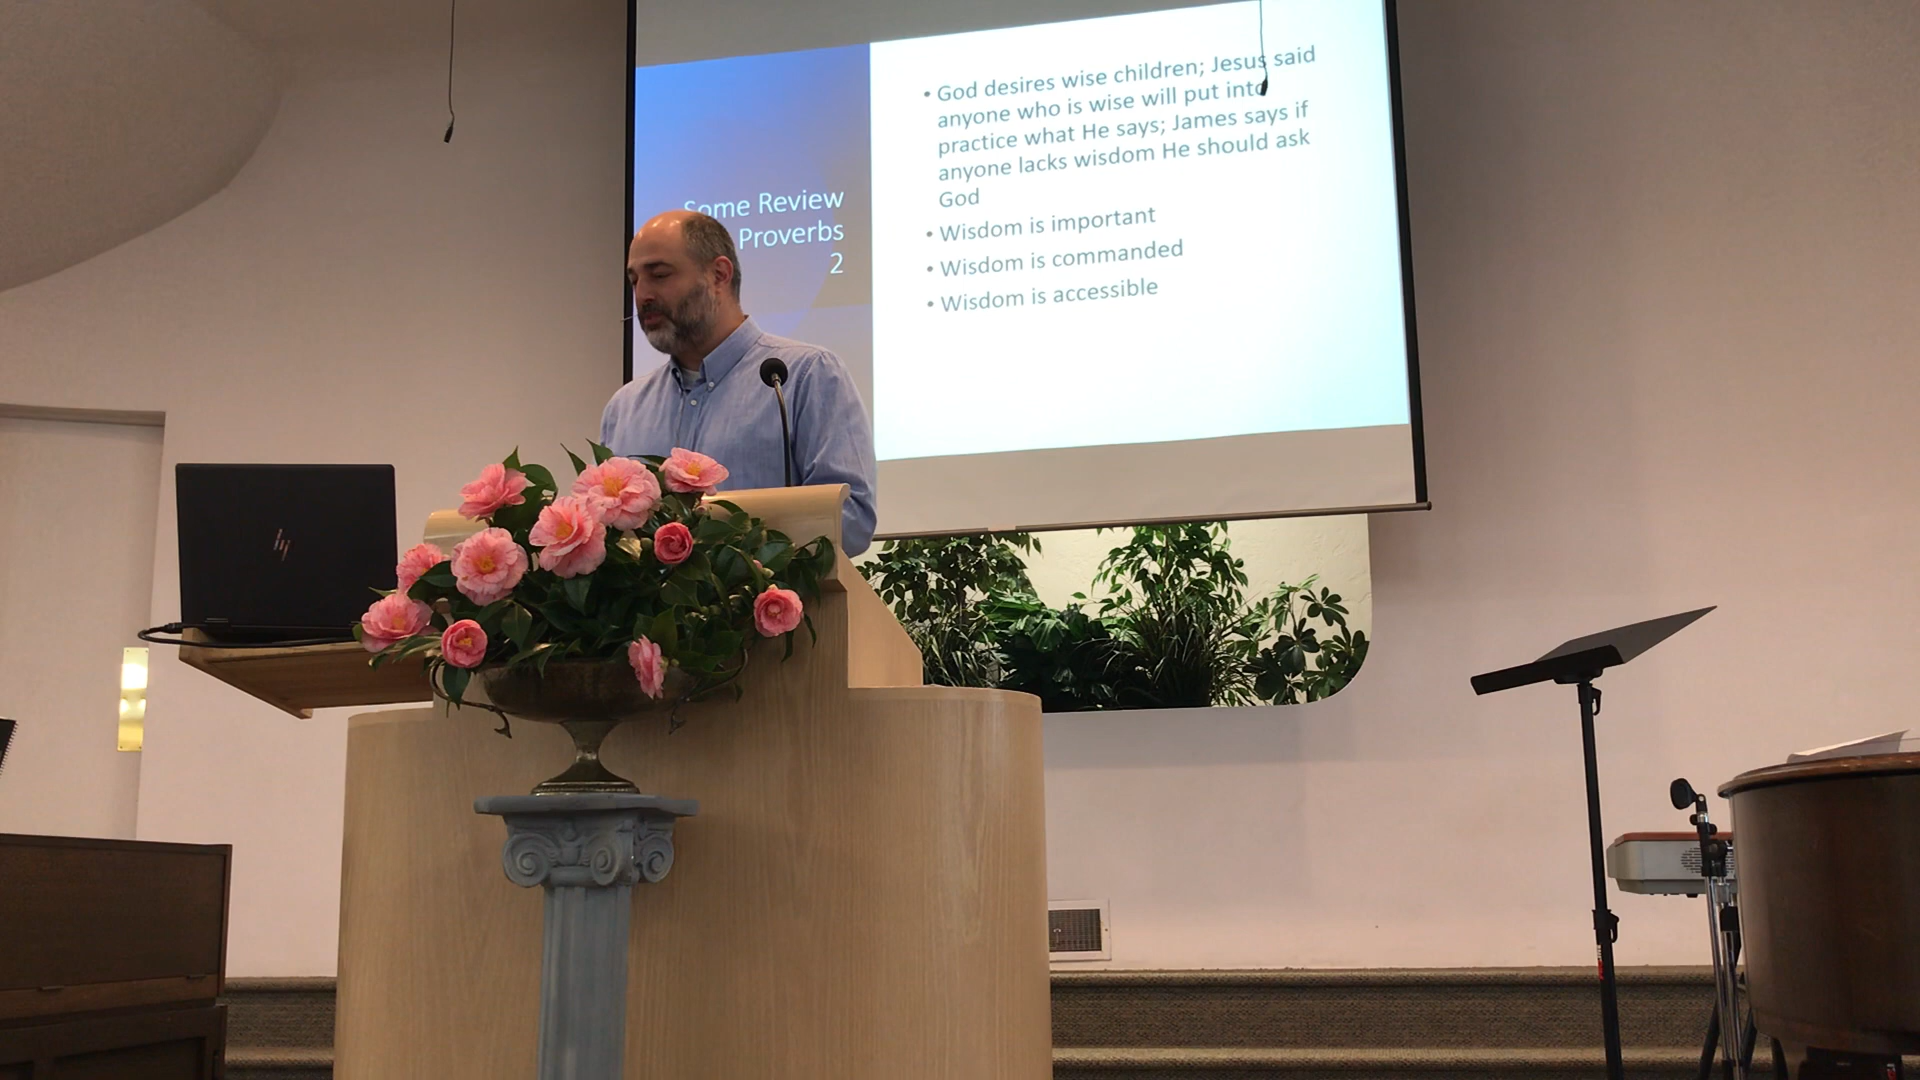 Some Review
Proverbs
2
• God desires wise children; Jesus said
anyone who is wise will put into
practice what He says; James says if
anyone lacks wisdom He should ask
God
• Wisdom is important
• Wisdom is commanded
• Wisdom is accessible
hp